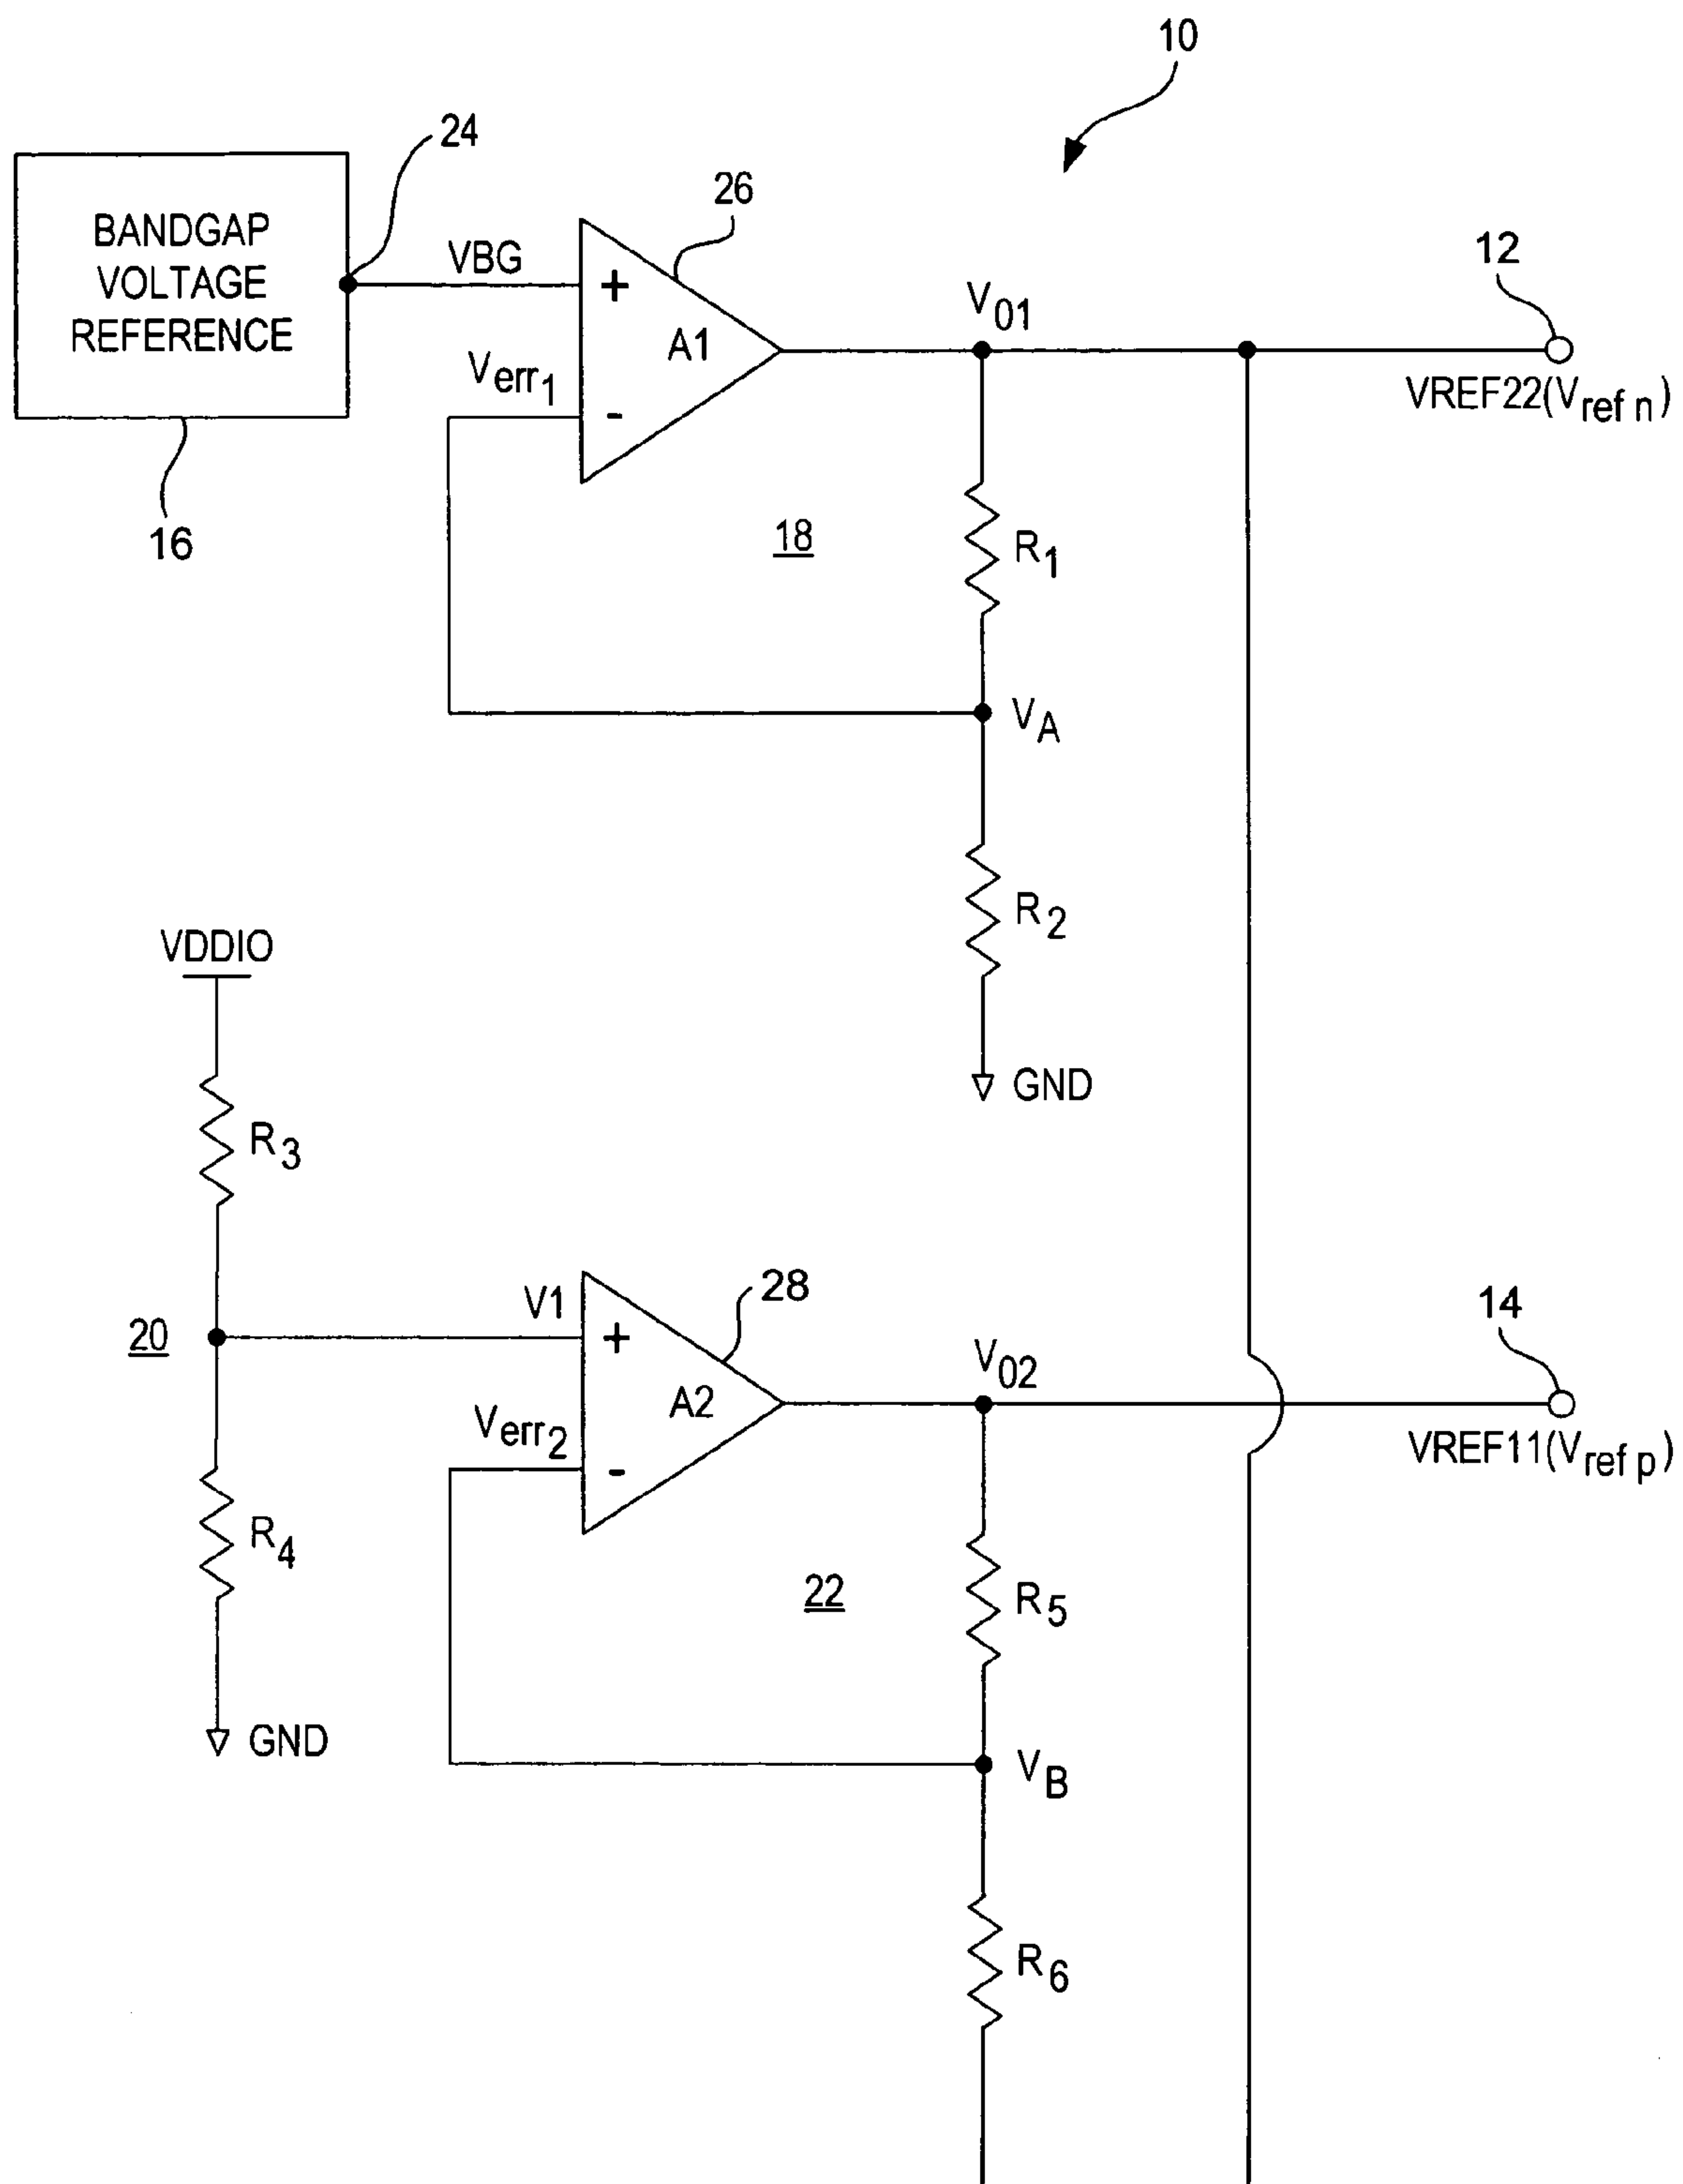 10
24
26
BANDGAP
VOLTAGE
REFERENCE
VBG
+
A1
Verr1
-
V01
12
VREF22(Vref n)
16
18
R1
VA
R2
GND
VDDIO
R3
20
V1
+
28
A2
Verr2
-
V02
14
VREF11(Vref p)
R4
22
R5
GND
VB
R6